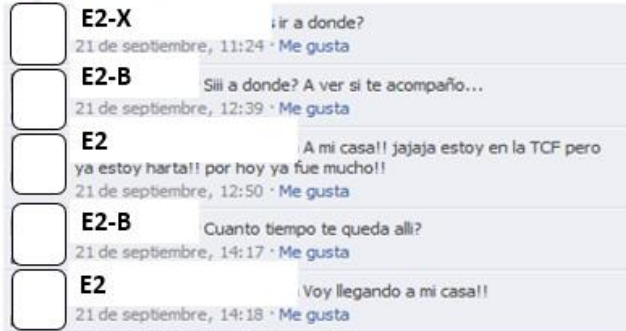 E2-X
ir a donde?
21 de septiembre, 11:24 · Me gusta
E2-B
Siii a donde? A ver si te acompaño...
21 de septiembre, 12:39 · Me gusta
E2
A mi casa!! jajaja estoy en la TCF pero
ya estoy harta!! por hoy ya fue mucho!!
21 de septiembre, 12:50 · Me gusta
E2-B
Cuanto tiempo te queda alli?
21 de septiembre, 14:17 · Me gusta
E2
Voy llegando a mi casa!!
21 de septiembre, 14:18 · Me gusta